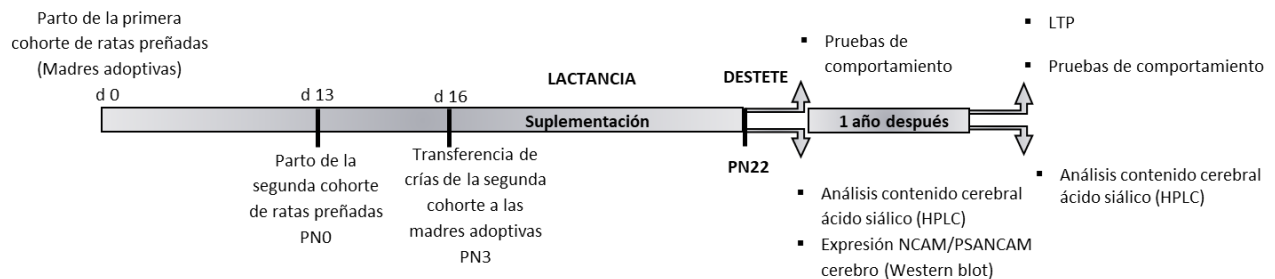 Parto de la primera
cohorte de ratas preñadas
(Madres adoptivas)
d 0
d 13
d 16
LACTANCIA
DESTETE
Suplementación
1 año después
Parto de la
segunda cohorte
de ratas preñadas
PN0
Transferencia de
crías de la segunda
cohorte a las
madres adoptivas
PN3
PN22
▪ Pruebas de
comportamiento
▪ Análisis contenido cerebral
ácido siálico (HPLC)
▪ Expresión NCAM/PSANCAM
cerebro (Western blot)
▪ LTP
▪ Pruebas de comportamiento
▪ Análisis contenido cerebral
ácido siálico (HPLC)